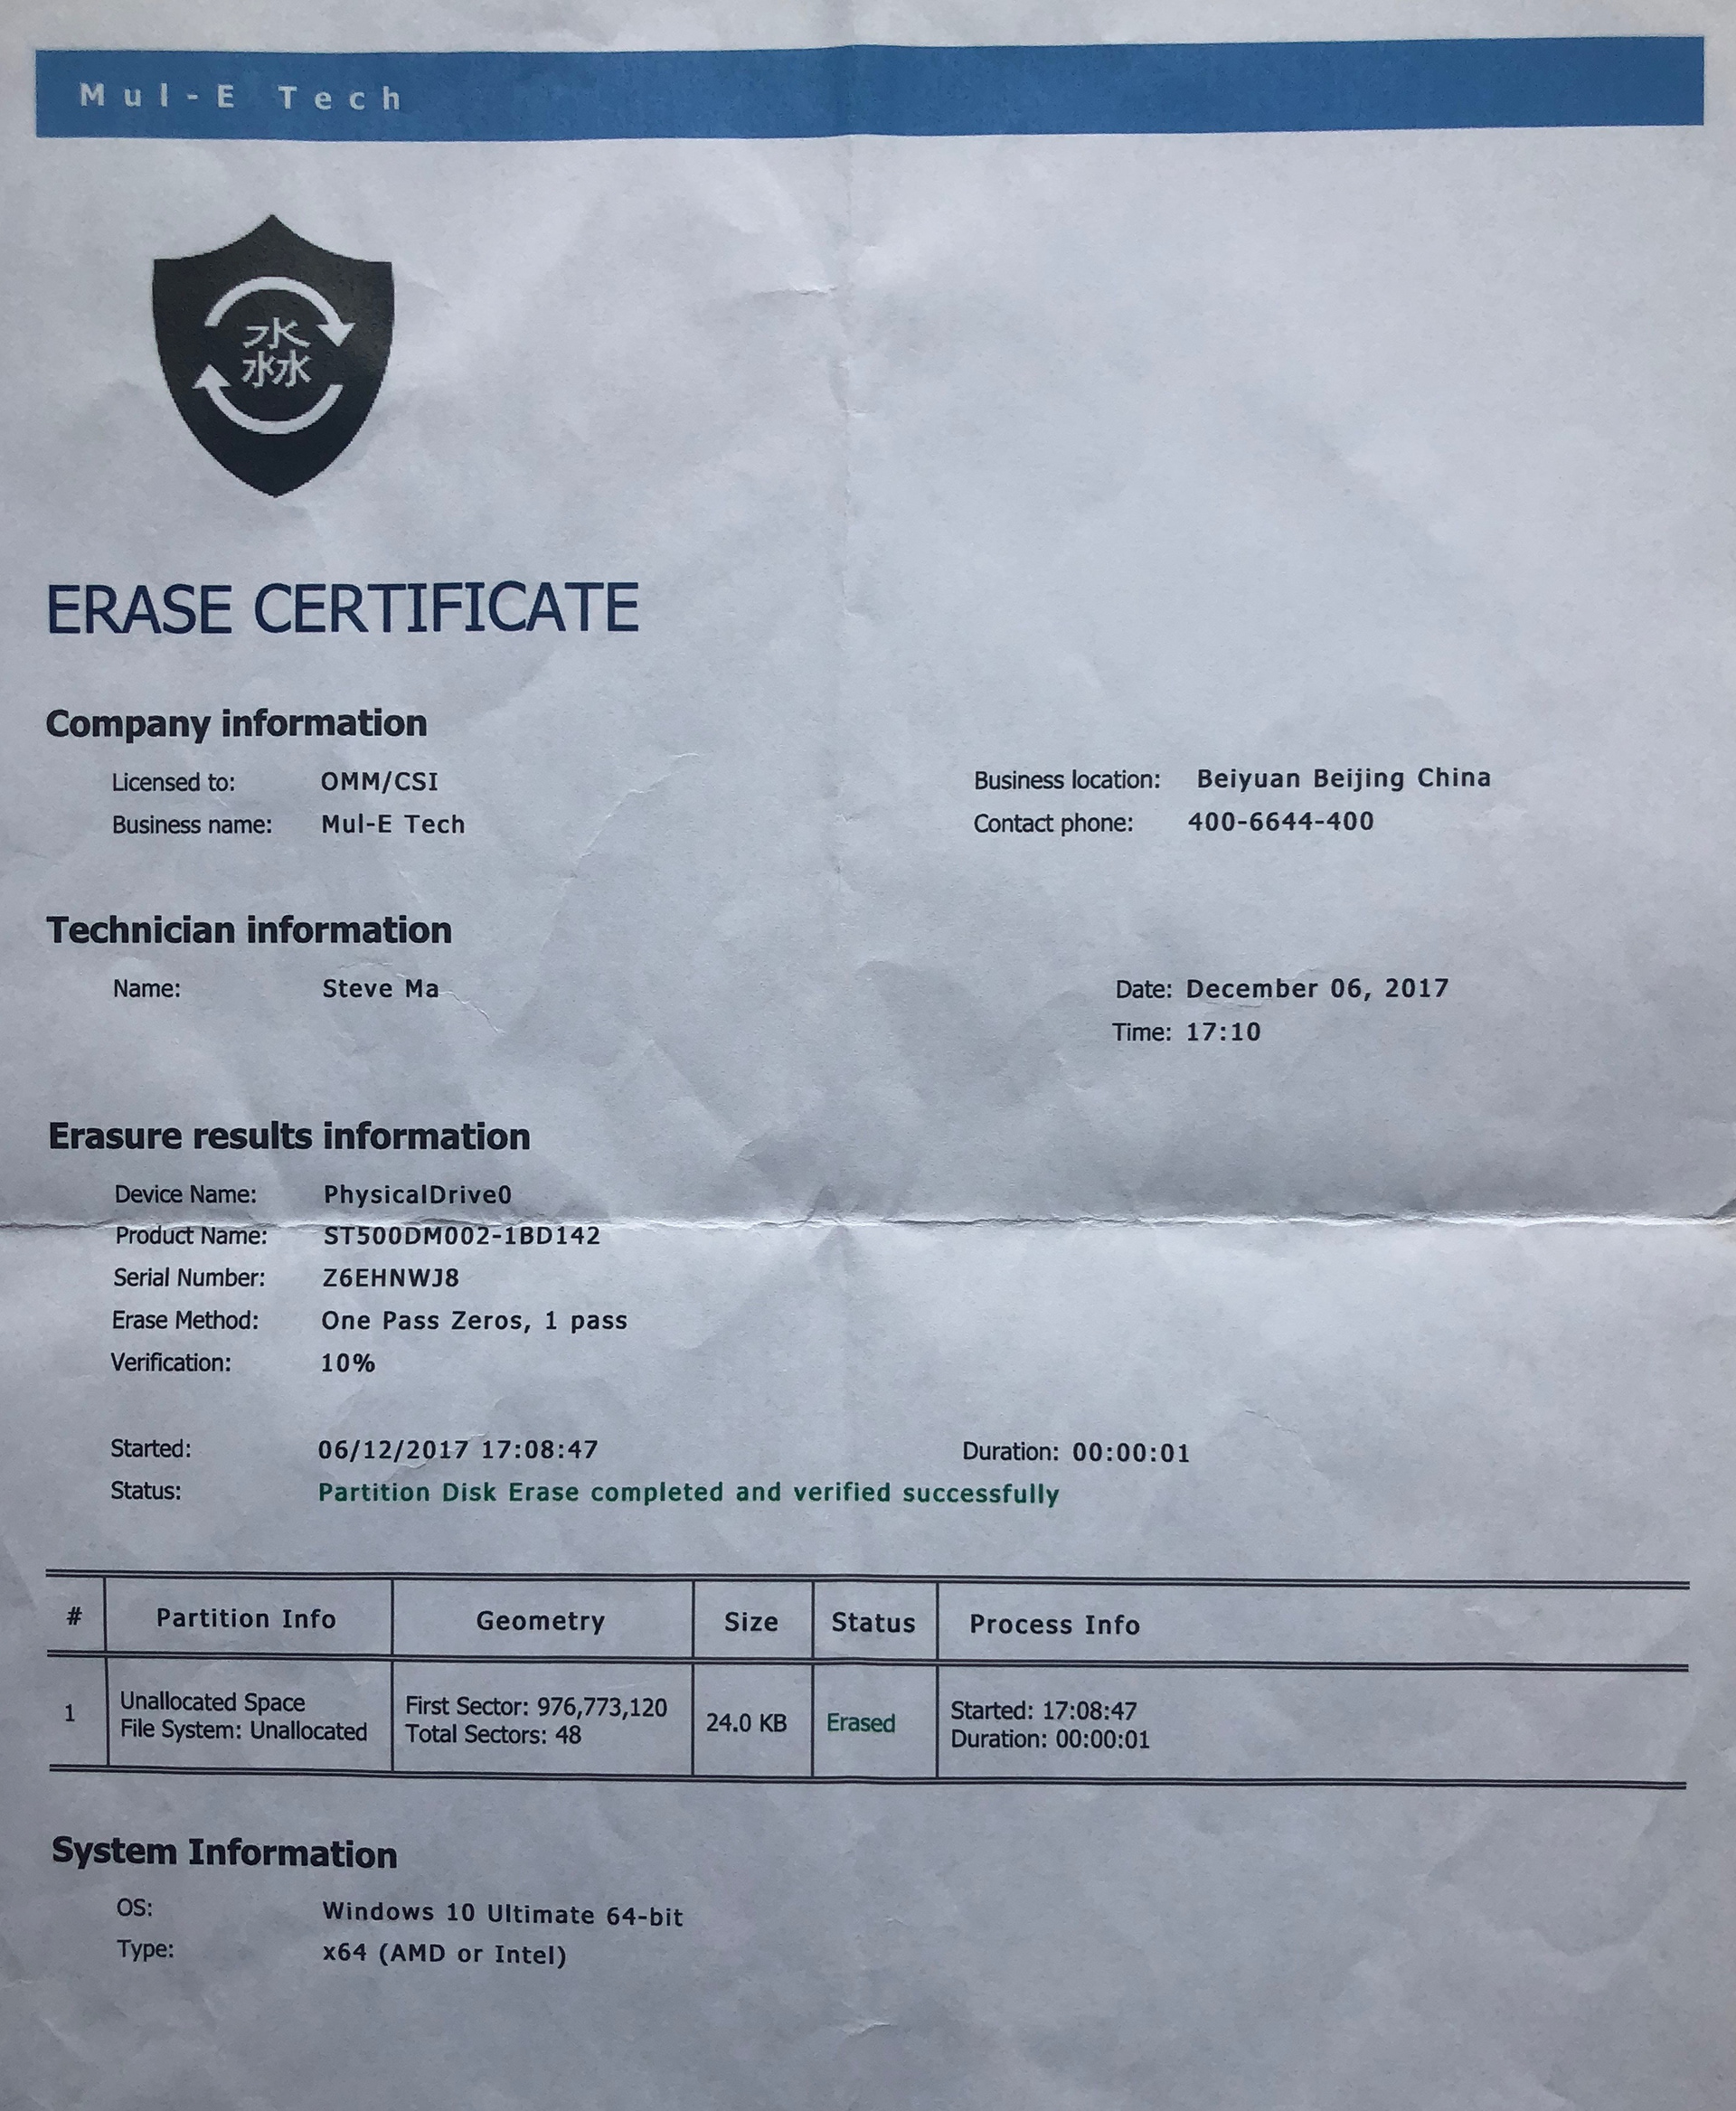 Mul-E Tech
淼
ERASE CERTIFICATE
Company information
Licensed to: OMM/CSI Business location: Beiyuan Beijing China
Business name: Mul-E Tech Contact phone: 400-6644-400
Technician information
Name: Steve Ma Date: December 06, 2017
Time: 17:10
Erasure results information
Device Name: PhysicalDrive0
Product Name: ST500DM002-1BD142
Serial Number: Z6EHNWJ8
Erase Method: One Pass Zeros, 1 pass
Verification: 10%
Started: 06/12/2017 17:08:47 Duration: 00:00:01
Status: Partition Disk Erase completed and verified successfully
# Partition Info Geometry Size Status Process Info
1 Unallocated Space First Sector: 976,773,120 24.0 KB Erased Started: 17:08:47
File System: Unallocated Total Sectors: 48 Duration: 00:00:01
System Information
OS: Windows 10 Ultimate 64-bit
Type: x64 (AMD or Intel)